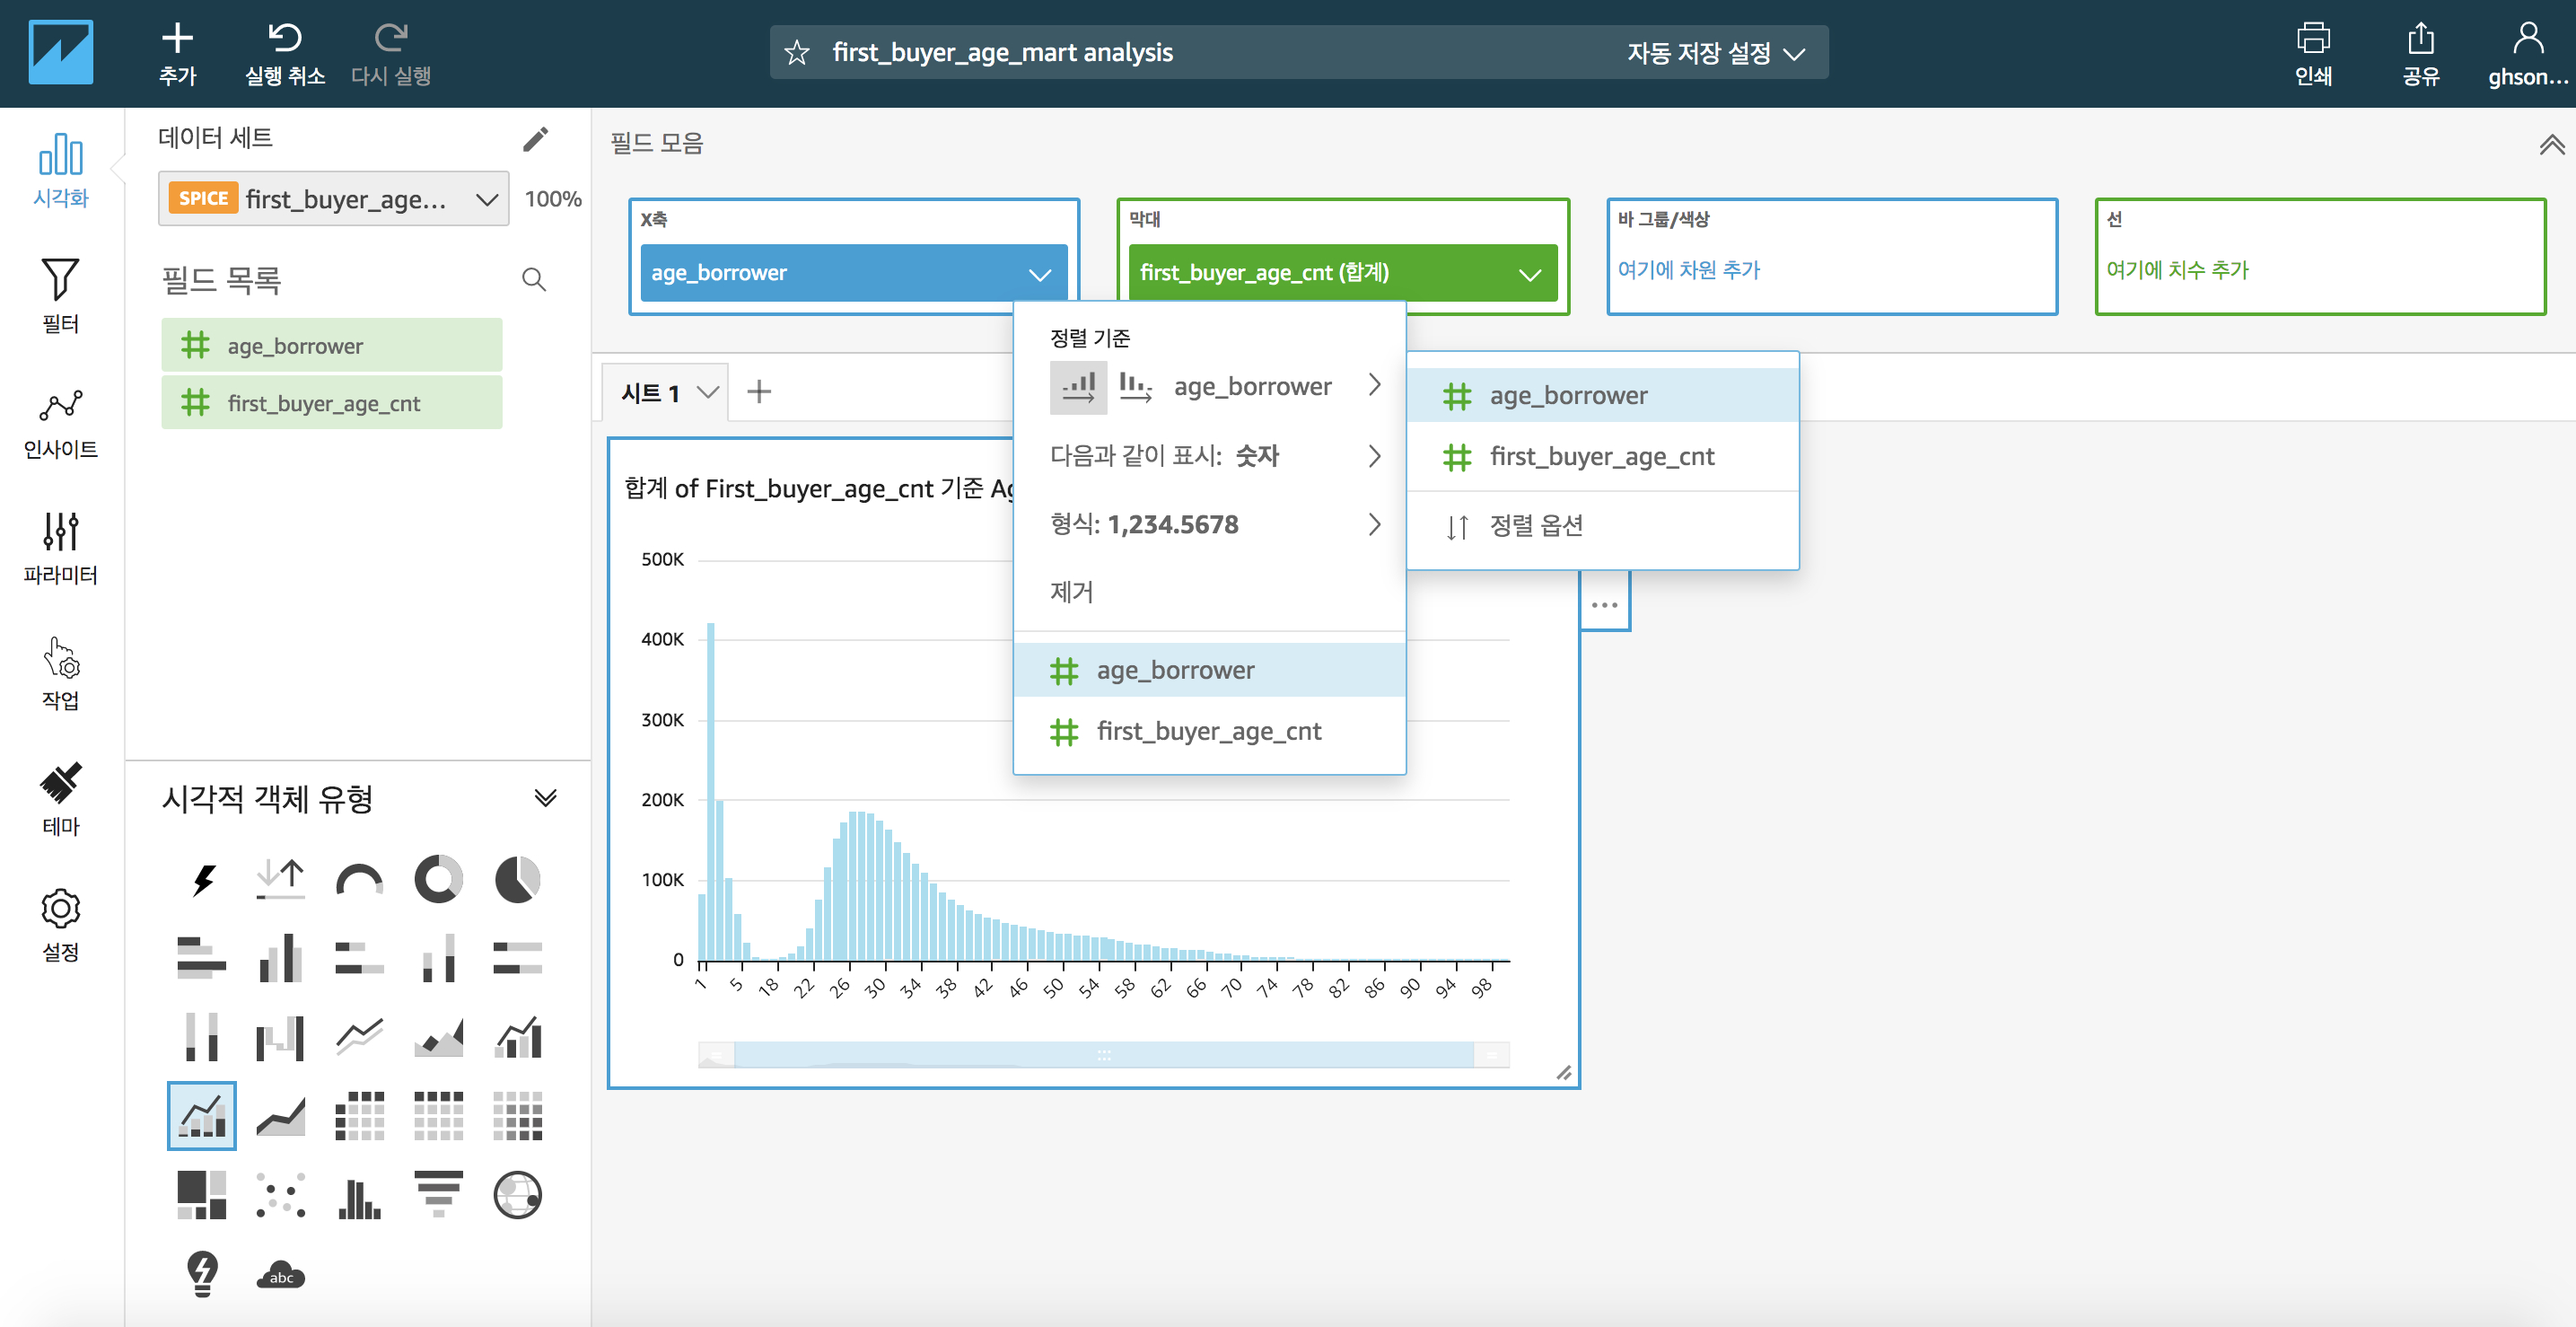 추가
실행 취소
다시 실행
first_buyer_age_mart analysis
자동 저장 설정
인쇄
공유
ghson...
시각화
필터
인사이트
파라미터
작업
테마
설정
데이터 세트
SPICE first_buyer_age...
100%
필드 목록
age_borrower
first_buyer_age_cnt
시각적 객체 유형
abc
필드 모음
X축
age_borrower
막대
first_buyer_age_cnt (합계)
바 그룹/색상
여기에 차원 추가
선
여기에 치수 추가
시트 1
정렬 기준
age_borrower
다음과 같이 표시: 숫자
형식: 1,234.5678
제거
age_borrower
first_buyer_age_cnt
age_borrower
first_buyer_age_cnt
정렬 옵션
합계 of First_buyer_age_cnt 기준 Ag
500K
400K
300K
200K
100K
0
1 5 18 22 26 30 34 38 42 46 50 54 58 62 66 70 74 78 82 86 90 94 98